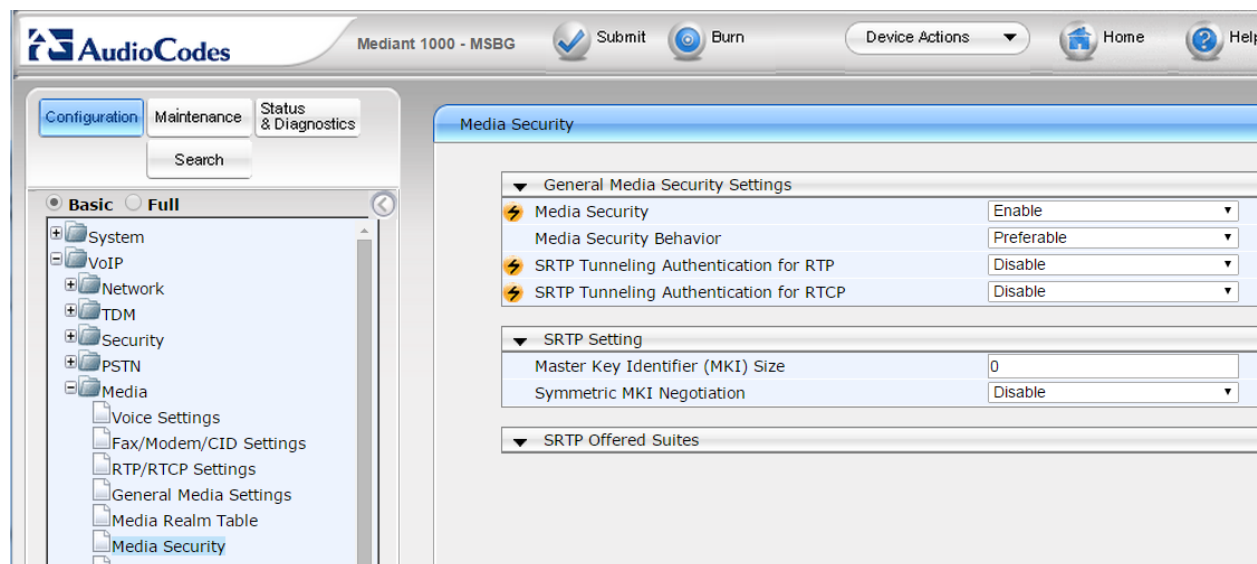 AudioCodes
Mediant 1000 - MSBG
Submit
Burn
Device Actions
Home
Help
Configuration
Maintenance
Status
& Diagnostics
Search
Basic
Full
System
VoIP
Network
TDM
Security
PSTN
Media
Voice Settings
Fax/Modem/CID Settings
RTP/RTCP Settings
General Media Settings
Media Realm Table
Media Security
Media Security
General Media Security Settings
Media Security Enable
Media Security Behavior Preferable
SRTP Tunneling Authentication for RTP Disable
SRTP Tunneling Authentication for RTCP Disable
SRTP Setting
Master Key Identifier (MKI) Size 0
Symmetric MKI Negotiation Disable
SRTP Offered Suites